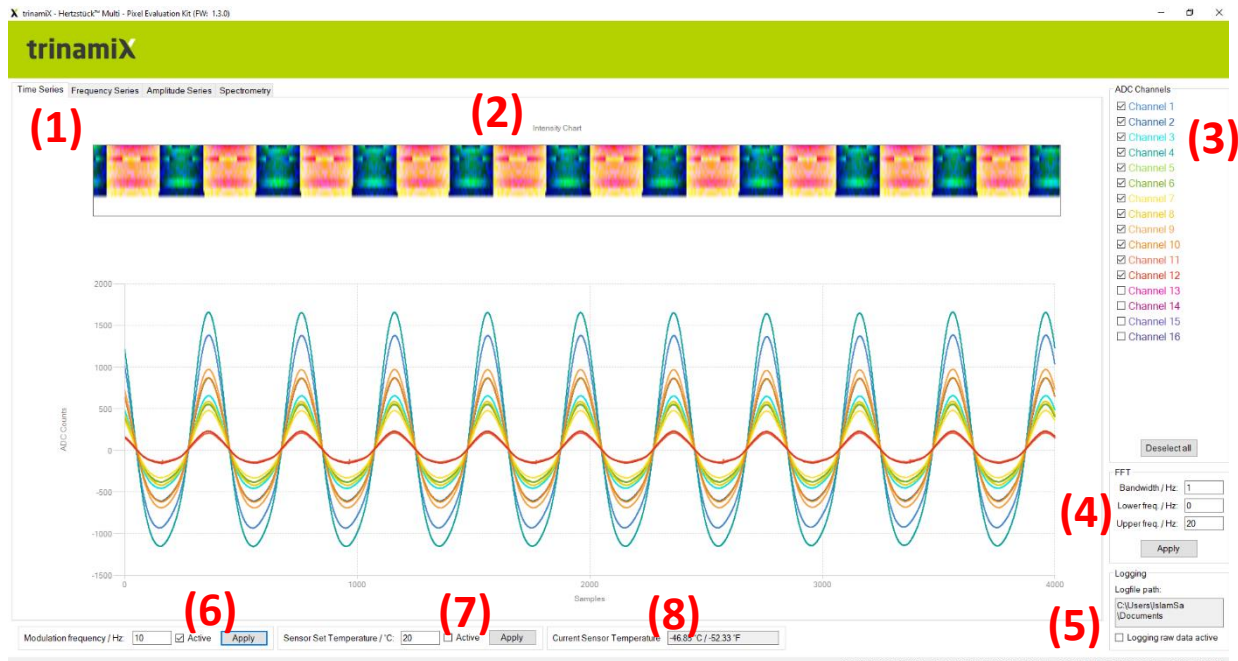 trinamiX - Hertzstück™ Multi - Pixel Evaluation Kit (FW: 1.3.0)
trinamiX
Time Series Frequency Series Amplitude Series Spectrometry
(1)
(2)
Intensity Chart
ADC Channels
Channel 1
Channel 2
Channel 3
Channel 4
Channel 5
Channel 6
Channel 7
Channel 8
Channel 9
Channel 10
Channel 11
Channel 12
Channel 13
Channel 14
Channel 15
Channel 16
(3)
Deselect all
2000
1500
1000
500
0
-500
-1000
-1500
ADC Counts
0 1000 2000 3000 4000
Samples
FFT
(4)
Bandwidth / Hz: 1
Lower freq. / Hz: 0
Upper freq. / Hz: 20
Apply
Logging
Logfile path:
C:\Users\IslamSa
\Documents
(5)
Logging raw data active
(6)
Modulation frequency / Hz: 10 Active Apply
(7)
Sensor Set Temperature / °C: 20 Active Apply
(8)
Current Sensor Temperature -46.85 °C / -52.33 °F